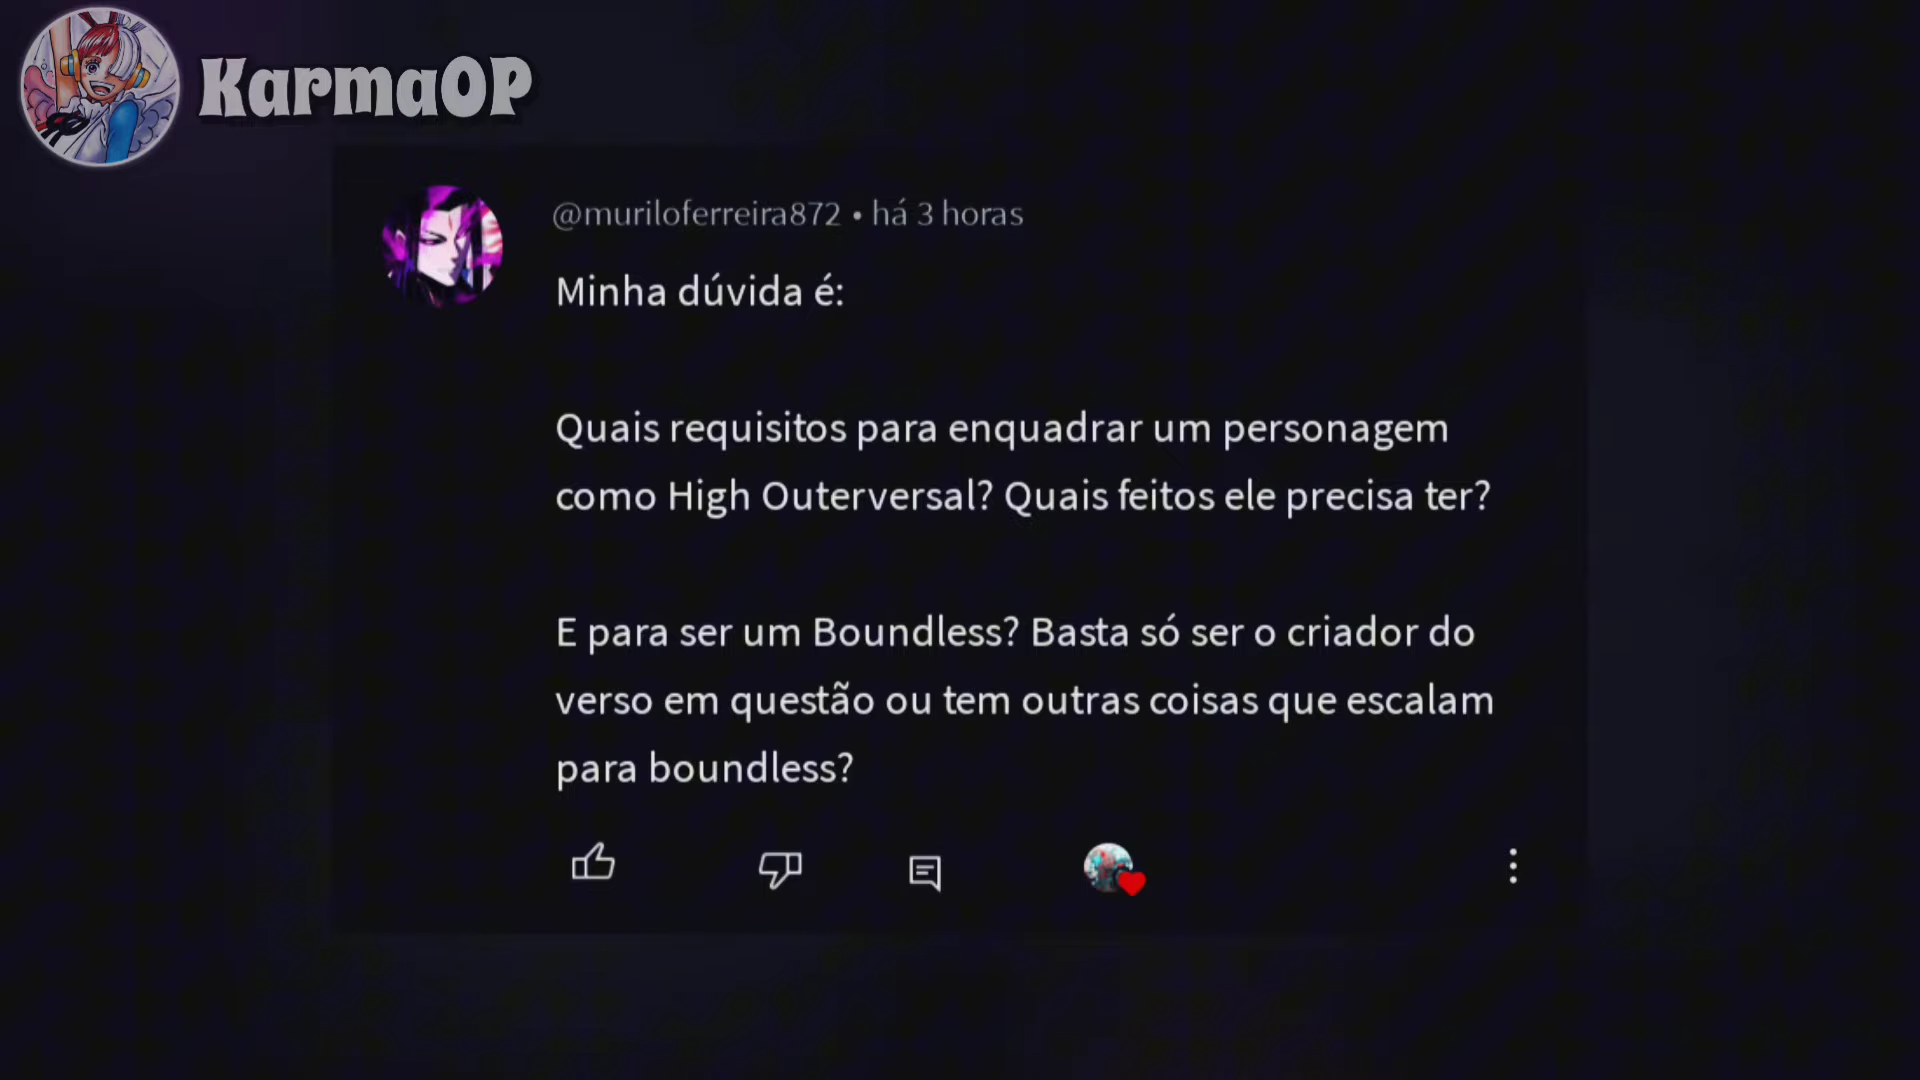 KarmaOP
@muriloferreira872 • há 3 horas
Minha dúvida é:
Quais requisitos para enquadrar um personagem
como High Outerversal? Quais feitos ele precisa ter?
E para ser um Boundless? Basta só ser o criador do
verso em questão ou tem outras coisas que escalam
para boundless?